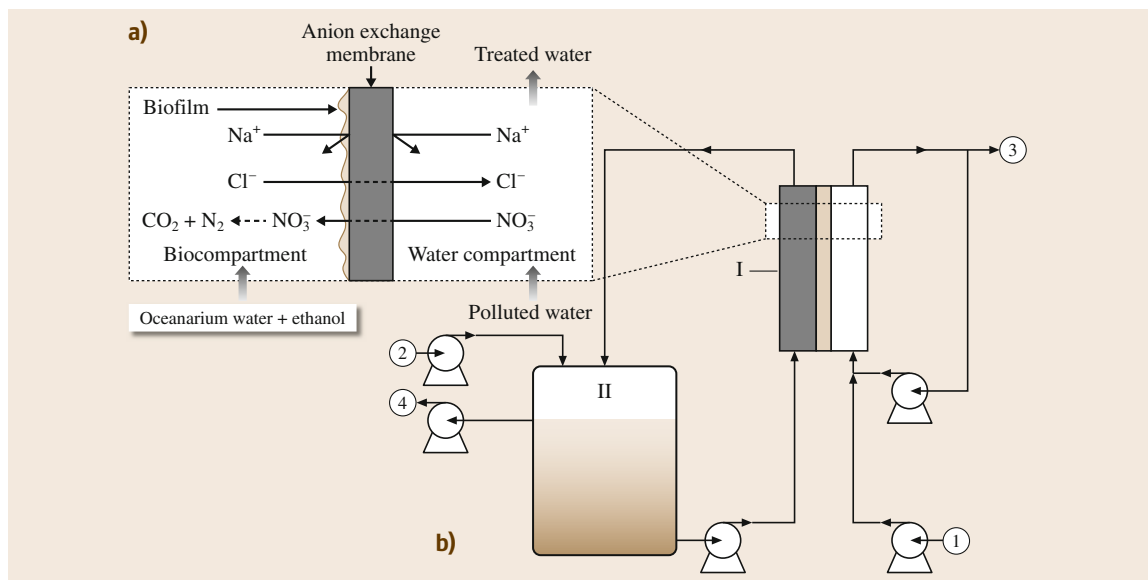 a)
Anion exchange
membrane
Treated water
Biofilm
Na⁺
Na⁺
Cl⁻
Cl⁻
CO₂ + N₂
NO₃⁻
NO₃⁻
Biocompartment
Water compartment
Oceanarium water + ethanol
Polluted water
3
I
2
II
4
b)
1